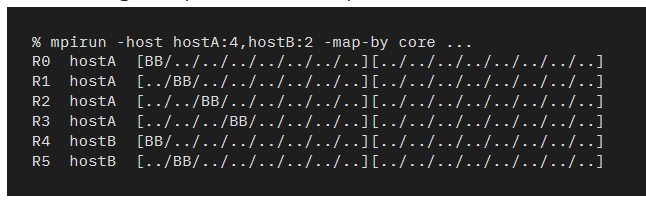 % mpirun -host hostA:4,hostB:2 -map-by core ...
R0  hostA  [BB/../../../../../../..][../../../../../../../..]
R1  hostA  [../BB/../../../../../..][../../../../../../../..]
R2  hostA  [../../BB/../../../../..][../../../../../../../..]
R3  hostA  [../../../BB/../../../..][../../../../../../../..]
R4  hostB  [BB/../../../../../../..][../../../../../../../..]
R5  hostB  [../BB/../../../../../..][../../../../../../../..]